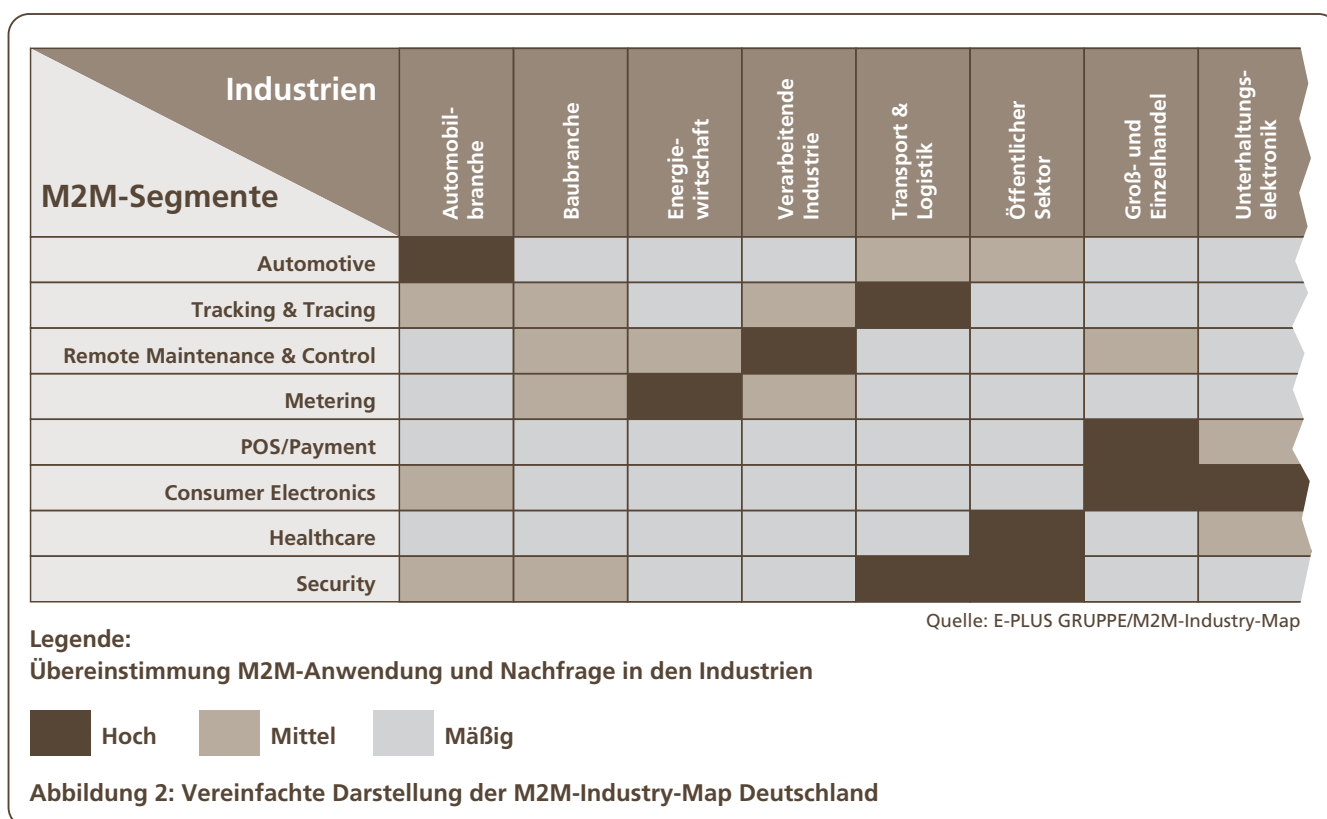 Industrien
M2M-Segmente
Automobil-
branche
Baubranche
Energie-
wirtschaft
Verarbeitende
Industrie
Transport &
Logistik
Öffentlicher
Sektor
Groß- und
Einzelhandel
Unterhaltungs-
elektronik
Automotive
Tracking & Tracing
Remote Maintenance & Control
Metering
POS/Payment
Consumer Electronics
Healthcare
Security
Quelle: E-PLUS GRUPPE/M2M-Industry-Map
Legende:
Übereinstimmung M2M-Anwendung und Nachfrage in den Industrien
Hoch
Mittel
Mäßig
Abbildung 2: Vereinfachte Darstellung der M2M-Industry-Map Deutschland